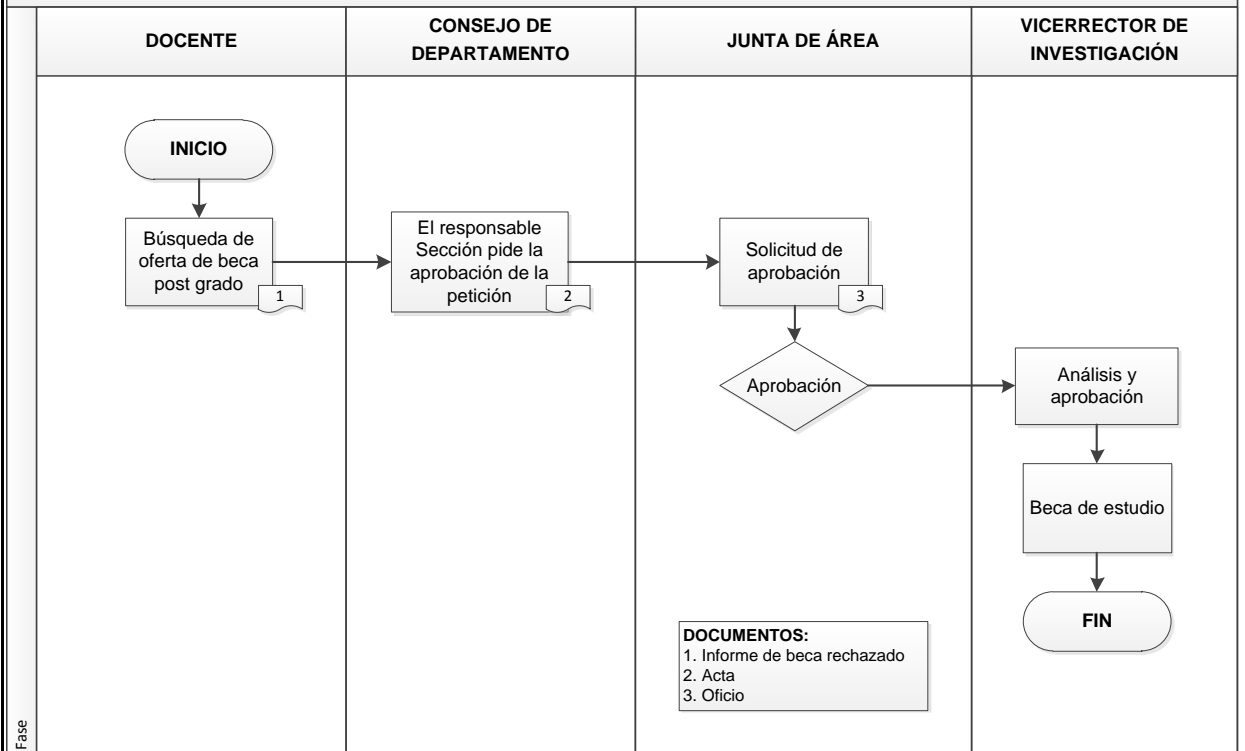 DOCENTE
CONSEJO DE
DEPARTAMENTO
JUNTA DE ÁREA
VICERRECTOR DE
INVESTIGACIÓN
INICIO
Búsqueda de
oferta de beca
post grado
1
El responsable
Sección pide la
aprobación de la
petición
2
Solicitud de
aprobación
3
Aprobación
Análisis y
aprobación
Beca de estudio
FIN
DOCUMENTOS:
1. Informe de beca rechazado
2. Acta
3. Oficio
Fase